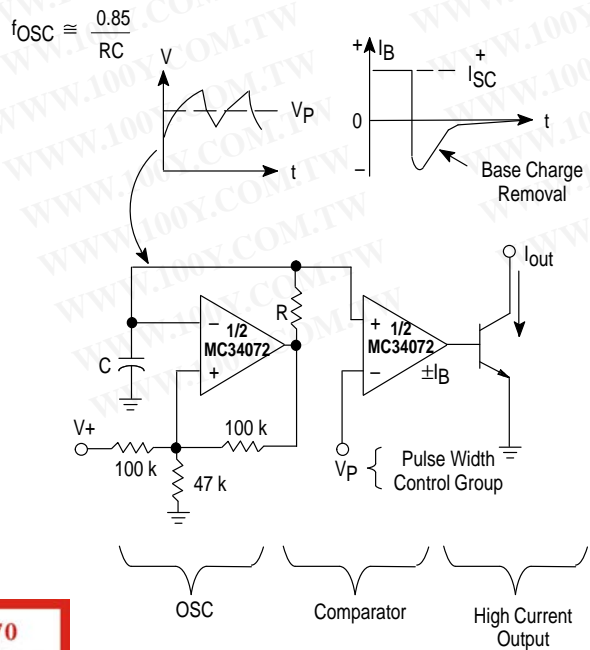 fOSC ≅ 0.85
RC
V
VP
t
+ IB
+
ISC
0
t
–
Base Charge
Removal
Iout
R
–
1/2
MC34072
+
+
1/2
MC34072
–
±IB
C
V+
100 k
100 k
47 k
VP { Pulse Width
Control Group
OSC
Comparator
High Current
Output
WWW.100Y.COM.TW
70